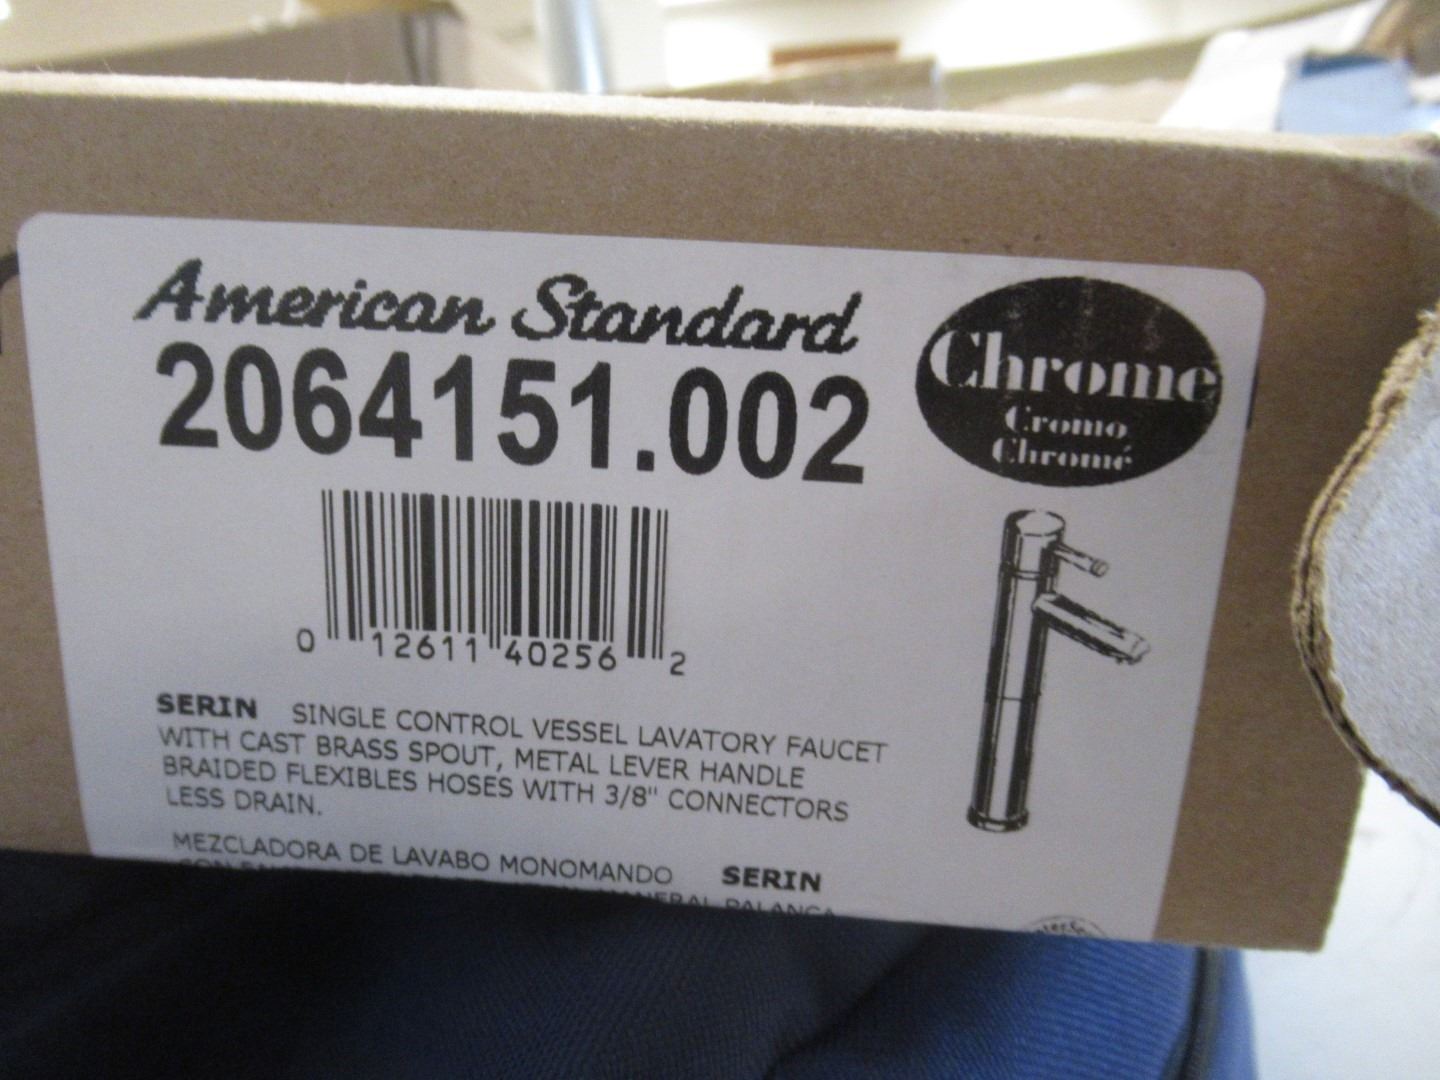 American Standard
2064151.002
Chrome
Cromo
Chromé
0 12611 40256 2
SERIN SINGLE CONTROL VESSEL LAVATORY FAUCET
WITH CAST BRASS SPOUT, METAL LEVER HANDLE
BRAIDED FLEXIBLES HOSES WITH 3/8" CONNECTORS
LESS DRAIN.
MEZCLADORA DE LAVABO MONOMANDO SERIN
PALANCA